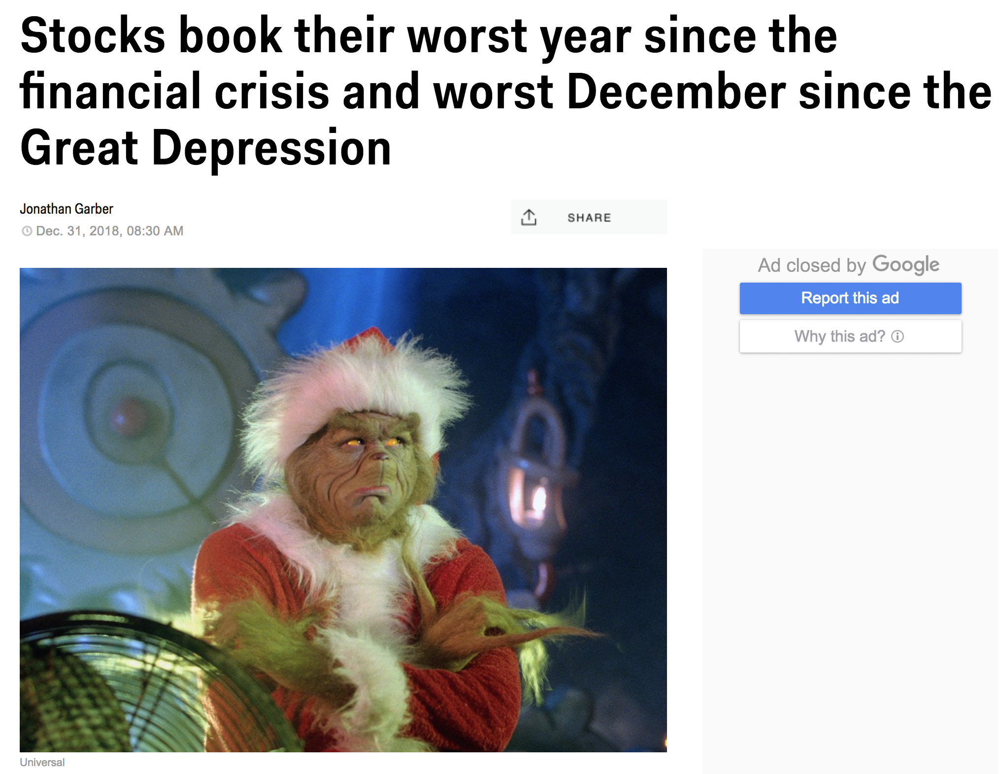 Stocks book their worst year since the
financial crisis and worst December since the
Great Depression
Jonathan Garber
Dec. 31, 2018, 08:30 AM
SHARE
Ad closed by Google
Report this ad
Why this ad?
Universal